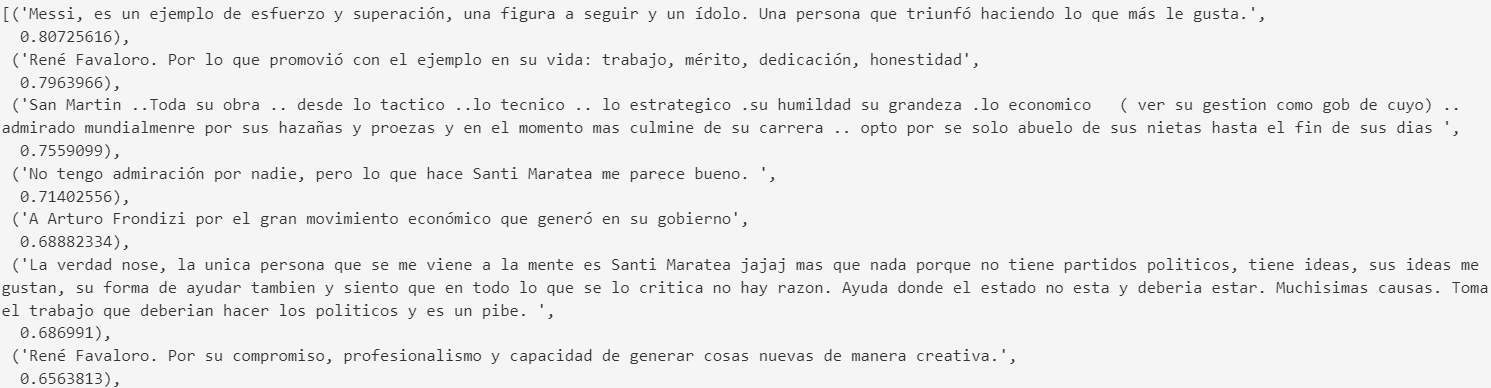 [('Messi, es un ejemplo de esfuerzo y superación, una figura a seguir y un ídolo. Una persona que triunfó haciendo lo que más le gusta.',
0.80725616),
('René Favaloro. Por lo que promovió con el ejemplo en su vida: trabajo, mérito, dedicación, honestidad',
0.7963966),
('San Martin ..Toda su obra .. desde lo tactico ..lo tecnico .. lo estrategico .su humildad su grandeza .lo economico   ( ver su gestion como gob de cuyo) ..
admirado mundialmenre por sus hazañas y proezas y en el momento mas culmine de su carrera .. opto por se solo abuelo de sus nietas hasta el fin de sus dias ',
0.7559099),
('No tengo admiración por nadie, pero lo que hace Santi Maratea me parece bueno. ',
0.71402556),
('A Arturo Frondizi por el gran movimiento económico que generó en su gobierno',
0.68882334),
('La verdad nose, la unica persona que se me viene a la mente es Santi Maratea jajaj mas que nada porque no tiene partidos politicos, tiene ideas, sus ideas me
gustan, su forma de ayudar tambien y siento que en todo lo que se lo critica no hay razon. Ayuda donde el estado no esta y deberia estar. Muchisimas causas. Toma
el trabajo que deberian hacer los politicos y es un pibe. ',
0.686991),
('René Favaloro. Por su compromiso, profesionalismo y capacidad de generar cosas nuevas de manera creativa.',
0.6563813),